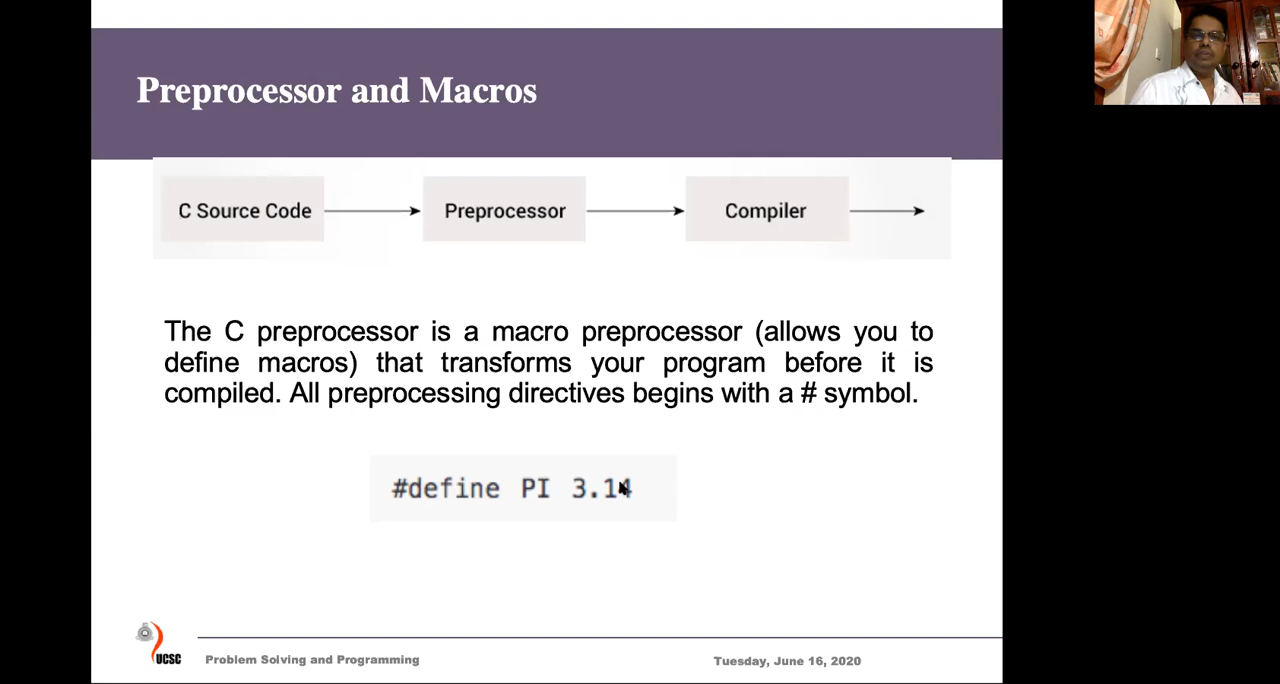 Preprocessor and Macros
C Source Code
Preprocessor
Compiler
The C preprocessor is a macro preprocessor (allows you to
define macros) that transforms your program before it is
compiled. All preprocessing directives begins with a # symbol.
#define PI 3.14
UCSC
Problem Solving and Programming
Tuesday, June 16, 2020